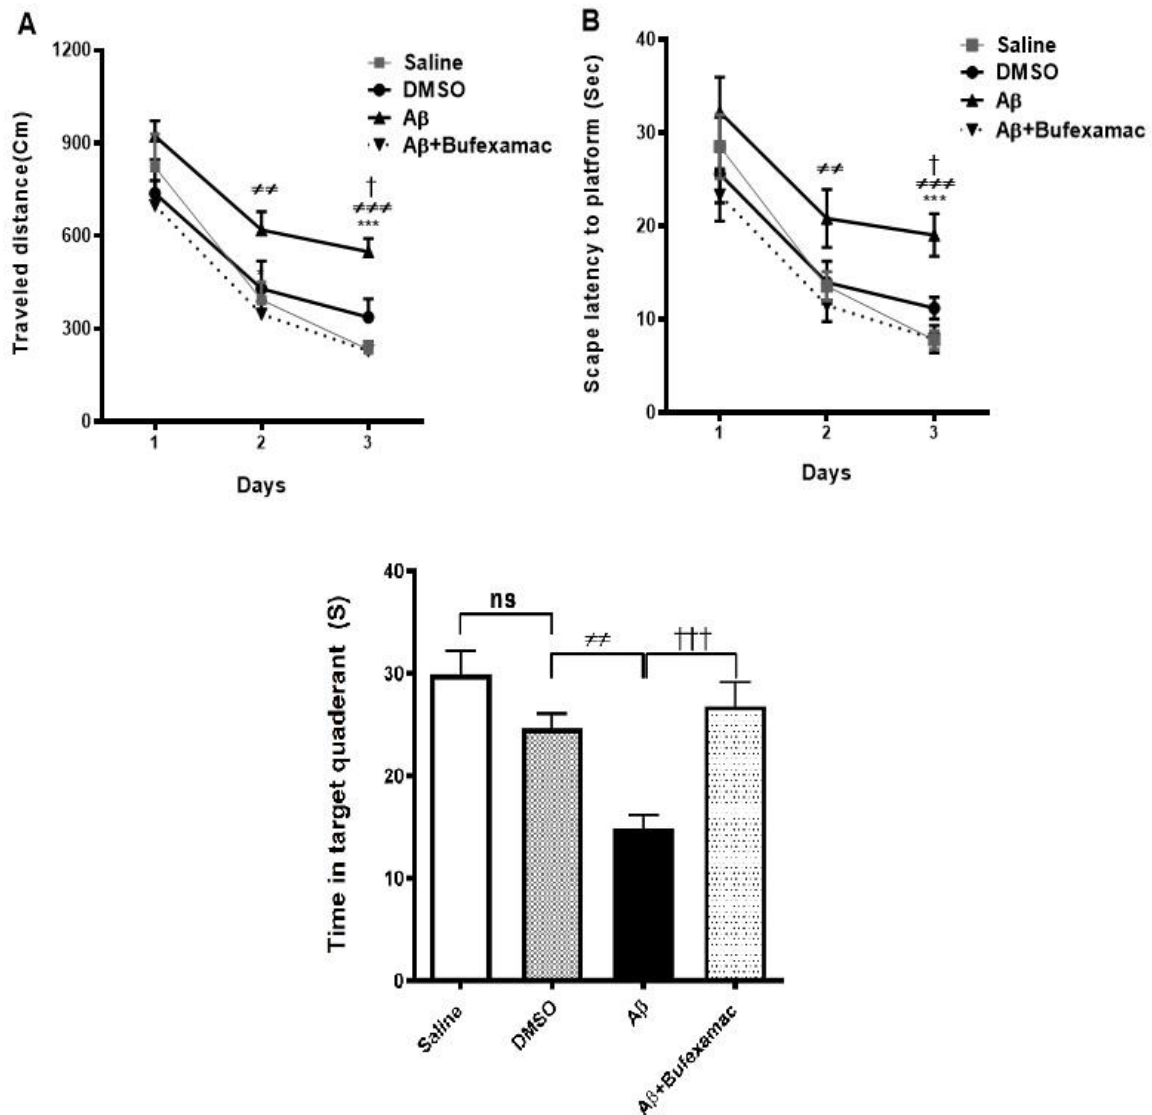 A
Traveled distance(Cm)
1200
900
600
300
0
Saline
DMSO
Aβ
Aβ+Bufexamac
≠≠
†
≠≠≠
***
1 2 3
Days
B
Scape latency to platform (Sec)
40
30
20
10
0
Saline
DMSO
Aβ
Aβ+Bufexamac
≠≠
†
≠≠≠
***
1 2 3
Days
Time in target quaderant (S)
40
30
20
10
0
ns
≠≠
†††
Saline
DMSO
Aβ
Aβ+Bufexamac